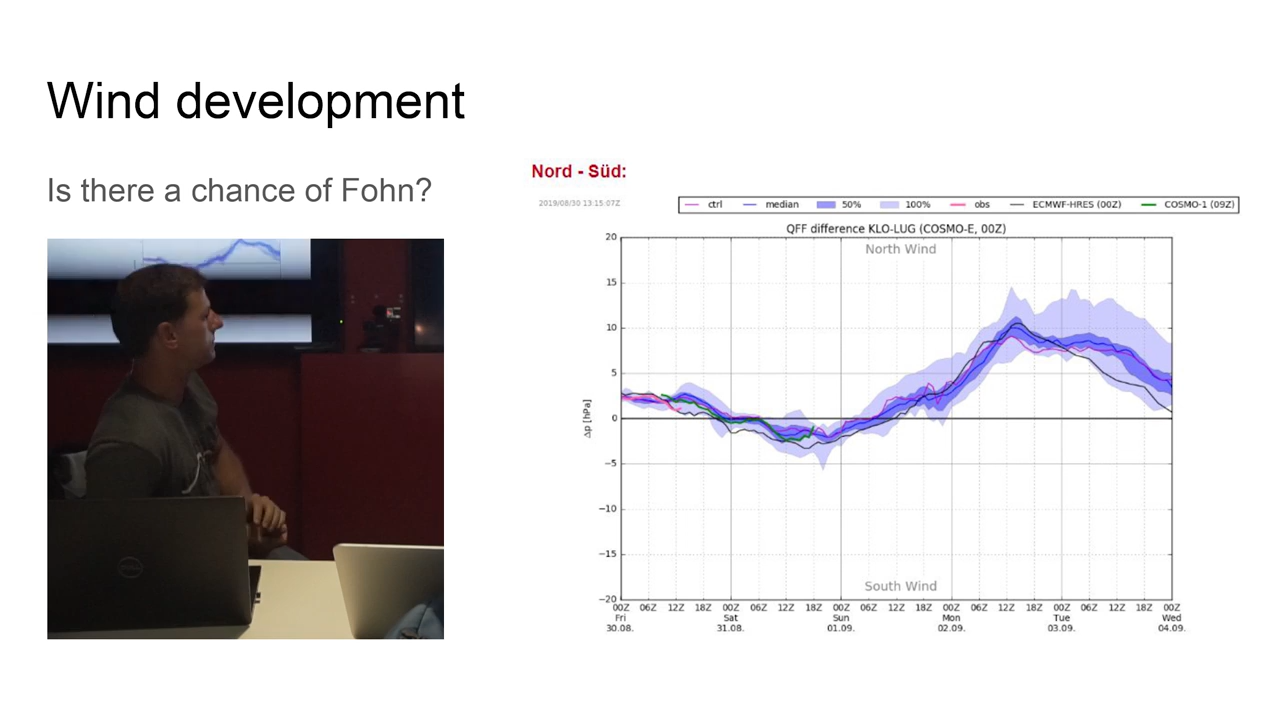 Wind development
Is there a chance of Fohn?
Nord - Süd:
2019/08/30 13:15:07Z
ctrl median 50% 100% obs ECMWF-HRES (00Z) COSMO-1 (09Z)
QFF difference KLO-LUG (COSMO-E, 00Z)
North Wind
20
15
10
5
0
−5
−10
−15
−20
Δp [hPa]
South Wind
00Z 06Z 12Z 18Z 00Z 06Z 12Z 18Z 00Z 06Z 12Z 18Z 00Z 06Z 12Z 18Z 00Z 06Z 12Z 18Z 00Z
Fri Sat Sun Mon Tue Wed
30.08. 31.08. 01.09. 02.09. 03.09. 04.09.
DELL